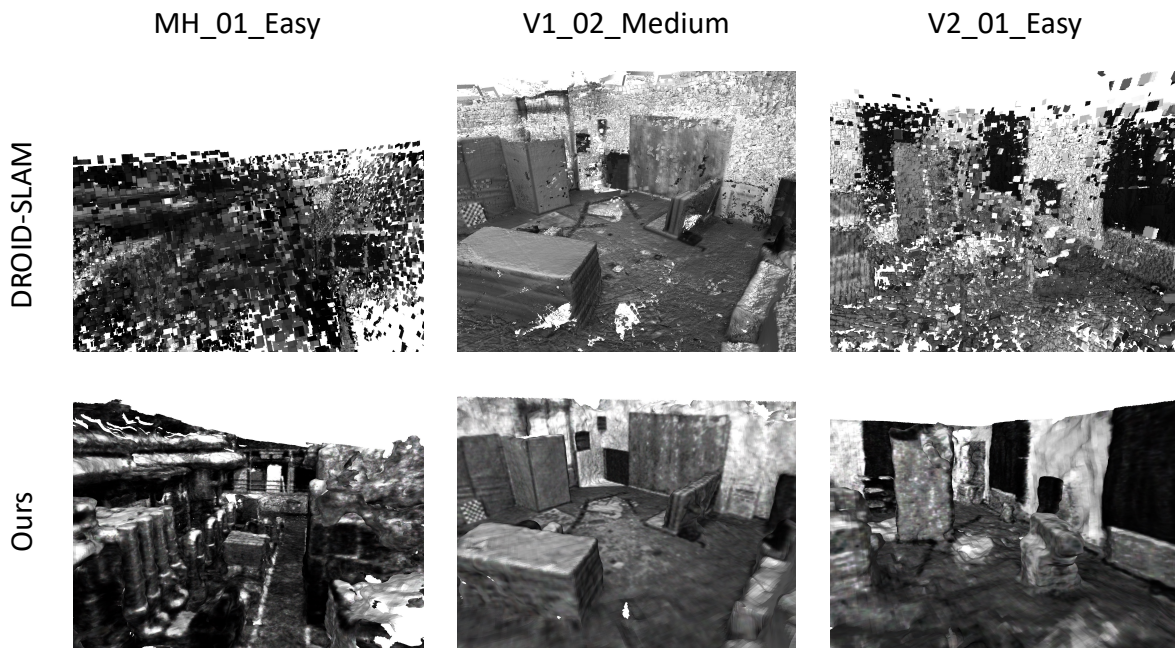 MH_01_Easy
V1_02_Medium
V2_01_Easy
DROID-SLAM
Ours